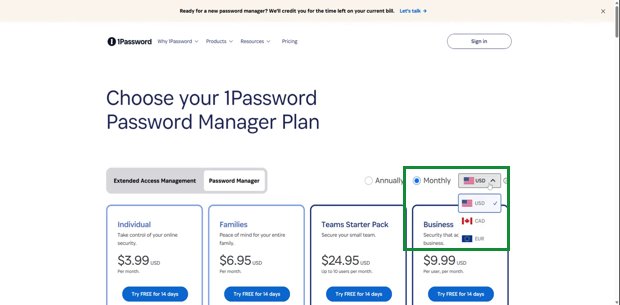 Ready for a new password manager? We'll credit you for the time left on your current bill. Let's talk →
1Password Why 1Password Products Resources Pricing Sign in
Choose your 1Password
Password Manager Plan
Extended Access Management Password Manager Annually Monthly USD
USD
CAD
EUR
Individual
Take control of your online
security.
$3.99 USD
Per month.
Try FREE for 14 days
Families
Peace of mind for your entire
family.
$6.95 USD
Per month.
Try FREE for 14 days
Teams Starter Pack
Secure your small team.
$24.95 USD
Up to 10 users per month.
Try FREE for 14 days
Business
Security that
business.
$9.99 USD
Per user, per month.
Try FREE for 14 days